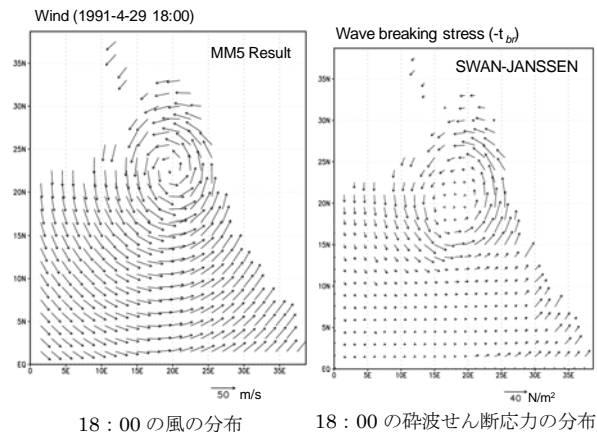 Wind (1991-4-29 18:00)
MM5 Result
35N
30N
25N
20N
15N
10N
5N
EQ
0 5E 10E 15E 20E 25E 30E 35E
50 m/s
18：00 の風の分布
Wave breaking stress (-t_br)
SWAN-JANSSEN
35N
30N
25N
20N
15N
10N
5N
EQ
0 5E 10E 15E 20E 25E 30E 35E
40 N/m²
18：00 の砕波せん断応力の分布